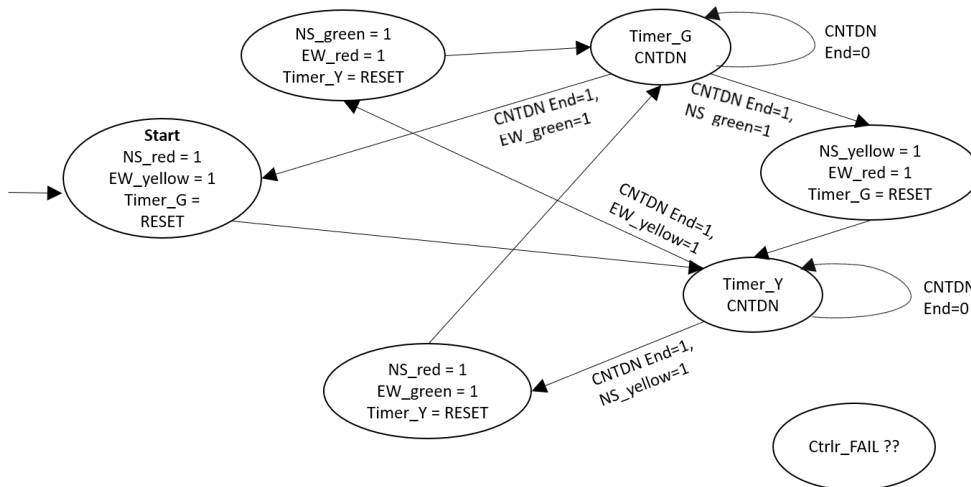 NS_green = 1
EW_red = 1
Timer_Y = RESET
Timer_G
CNTDN
CNTDN
End=0
CNTDN End=1,
EW_green=1
CNTDN End=1,
NS_green=1
Start
NS_red = 1
EW_yellow = 1
Timer_G =
RESET
NS_yellow = 1
EW_red = 1
Timer_G = RESET
CNTDN End=1,
EW_yellow=1
Timer_Y
CNTDN
CNTDN
End=0
CNTDN End=1,
NS_yellow=1
NS_red = 1
EW_green = 1
Timer_Y = RESET
Ctrlr_FAIL ??